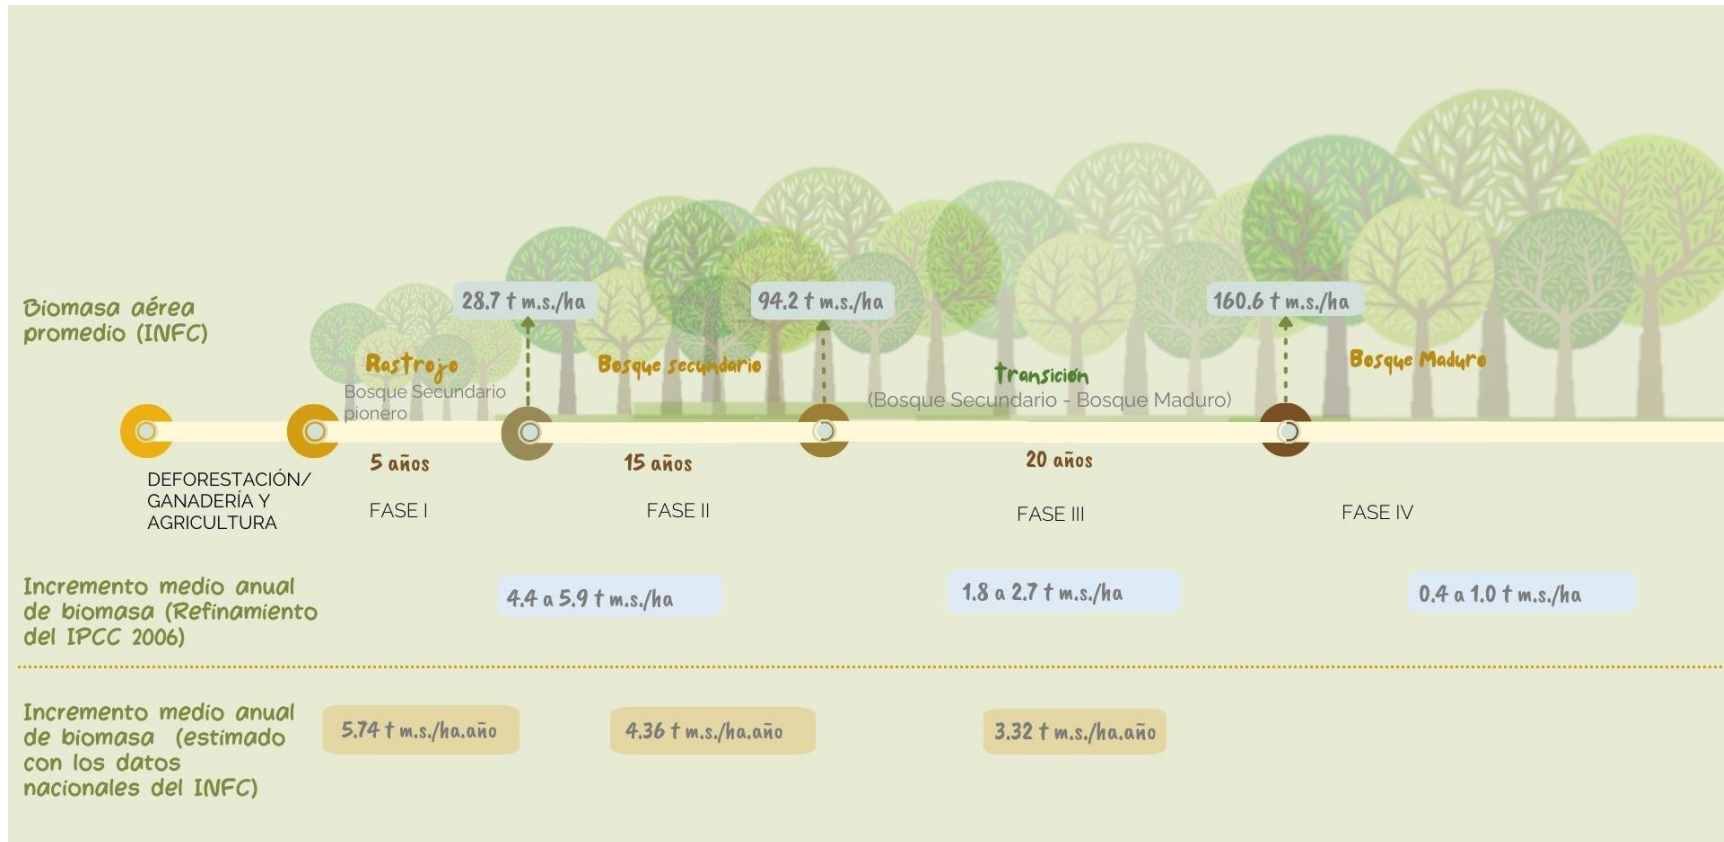 28.7 t m.s./ha
94.2 t m.s./ha
160.6 t m.s./ha
Biomasa aérea
promedio (INFC)
Rastrojo
Bosque Secundario
pionero
Bosque secundario
Transición
(Bosque Secundario - Bosque Maduro)
Bosque Maduro
5 años
15 años
20 años
DEFORESTACIÓN/
GANADERÍA Y
AGRICULTURA
FASE I
FASE II
FASE III
FASE IV
Incremento medio anual
de biomasa (Refinamiento
del IPCC 2006)
4.4 a 5.9 t m.s./ha
1.8 a 2.7 t m.s./ha
0.4 a 1.0 t m.s./ha
Incremento medio anual
de biomasa (estimado
con los datos
nacionales del INFC)
5.74 t m.s./ha.año
4.36 t m.s./ha.año
3.32 t m.s./ha.año